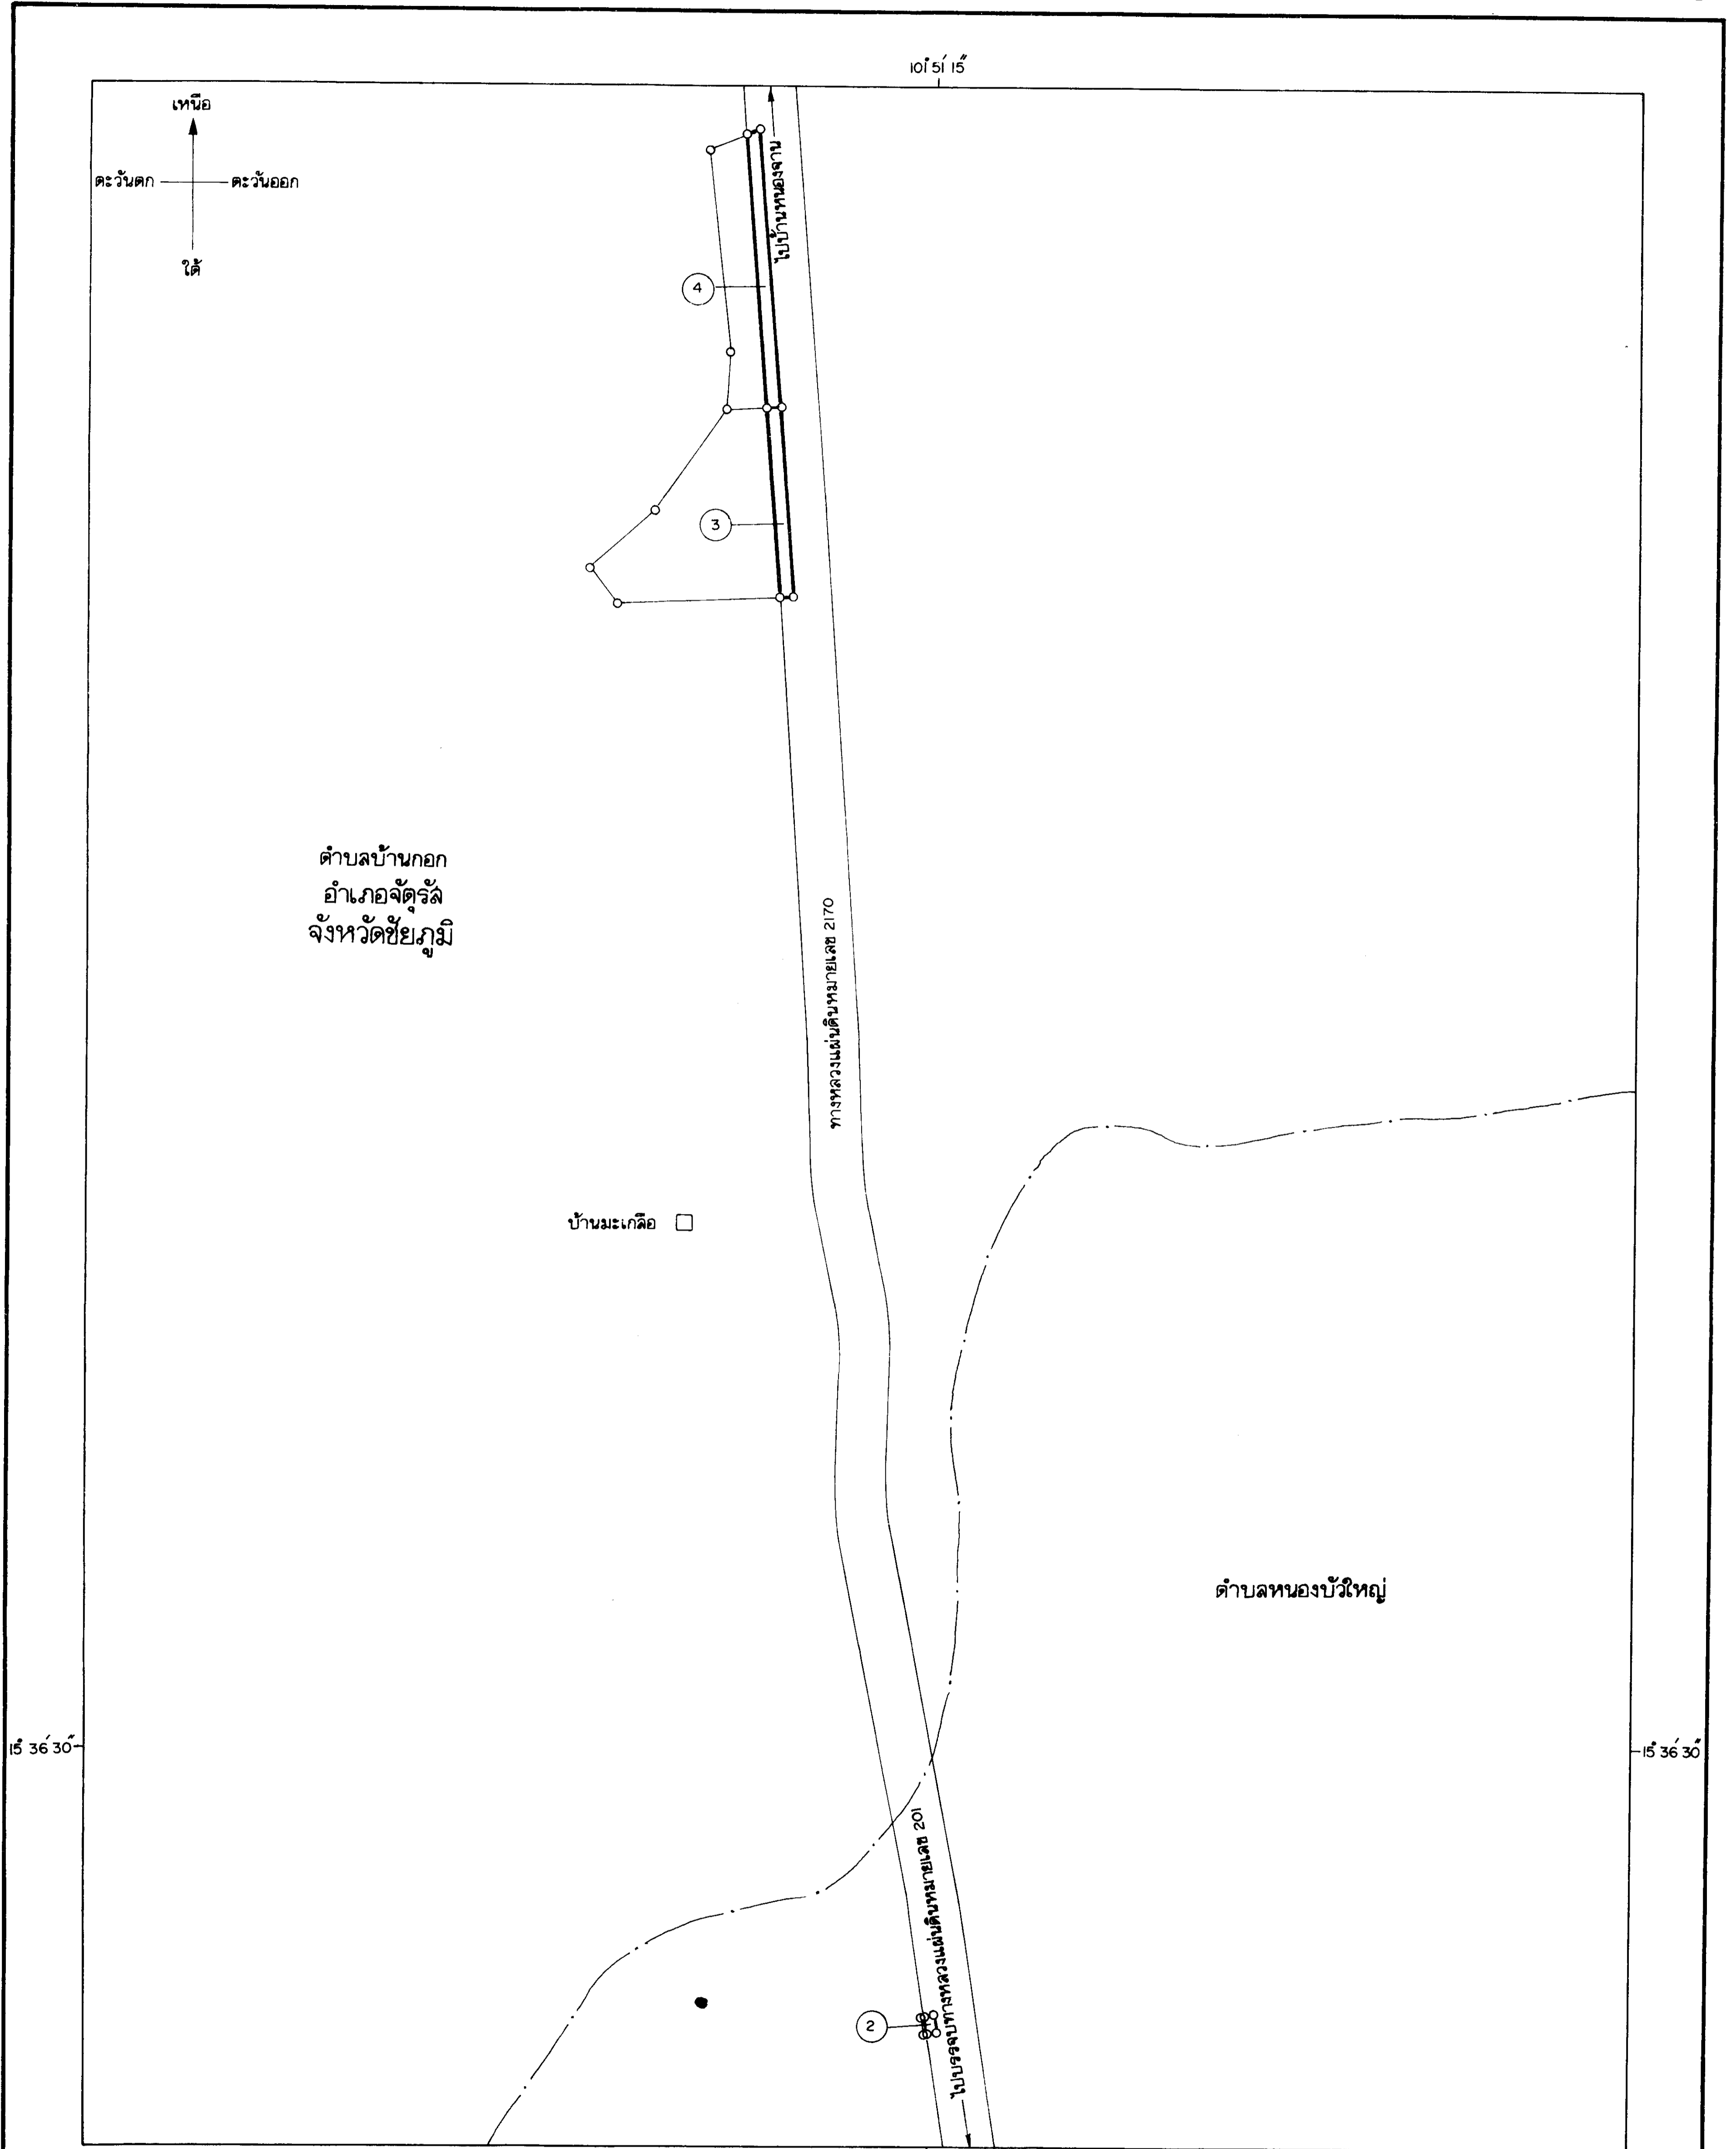 101° 51′ 15″
เหนือ
ตะวันตก
ตะวันออก
ใต้
ไปบ้านหนองจาน
4
3
ตำบลบ้านกอก
อำเภอจัตุรัส
จังหวัดชัยภูมิ
ทางหลวงแผ่นดินหมายเลข 2170
บ้านมะเกลือ
ตำบลหนองบัวใหญ่
15° 36′ 30″
15° 36′ 30″
ไปบรรจบทางหลวงแผ่นดินหมายเลข 201
2